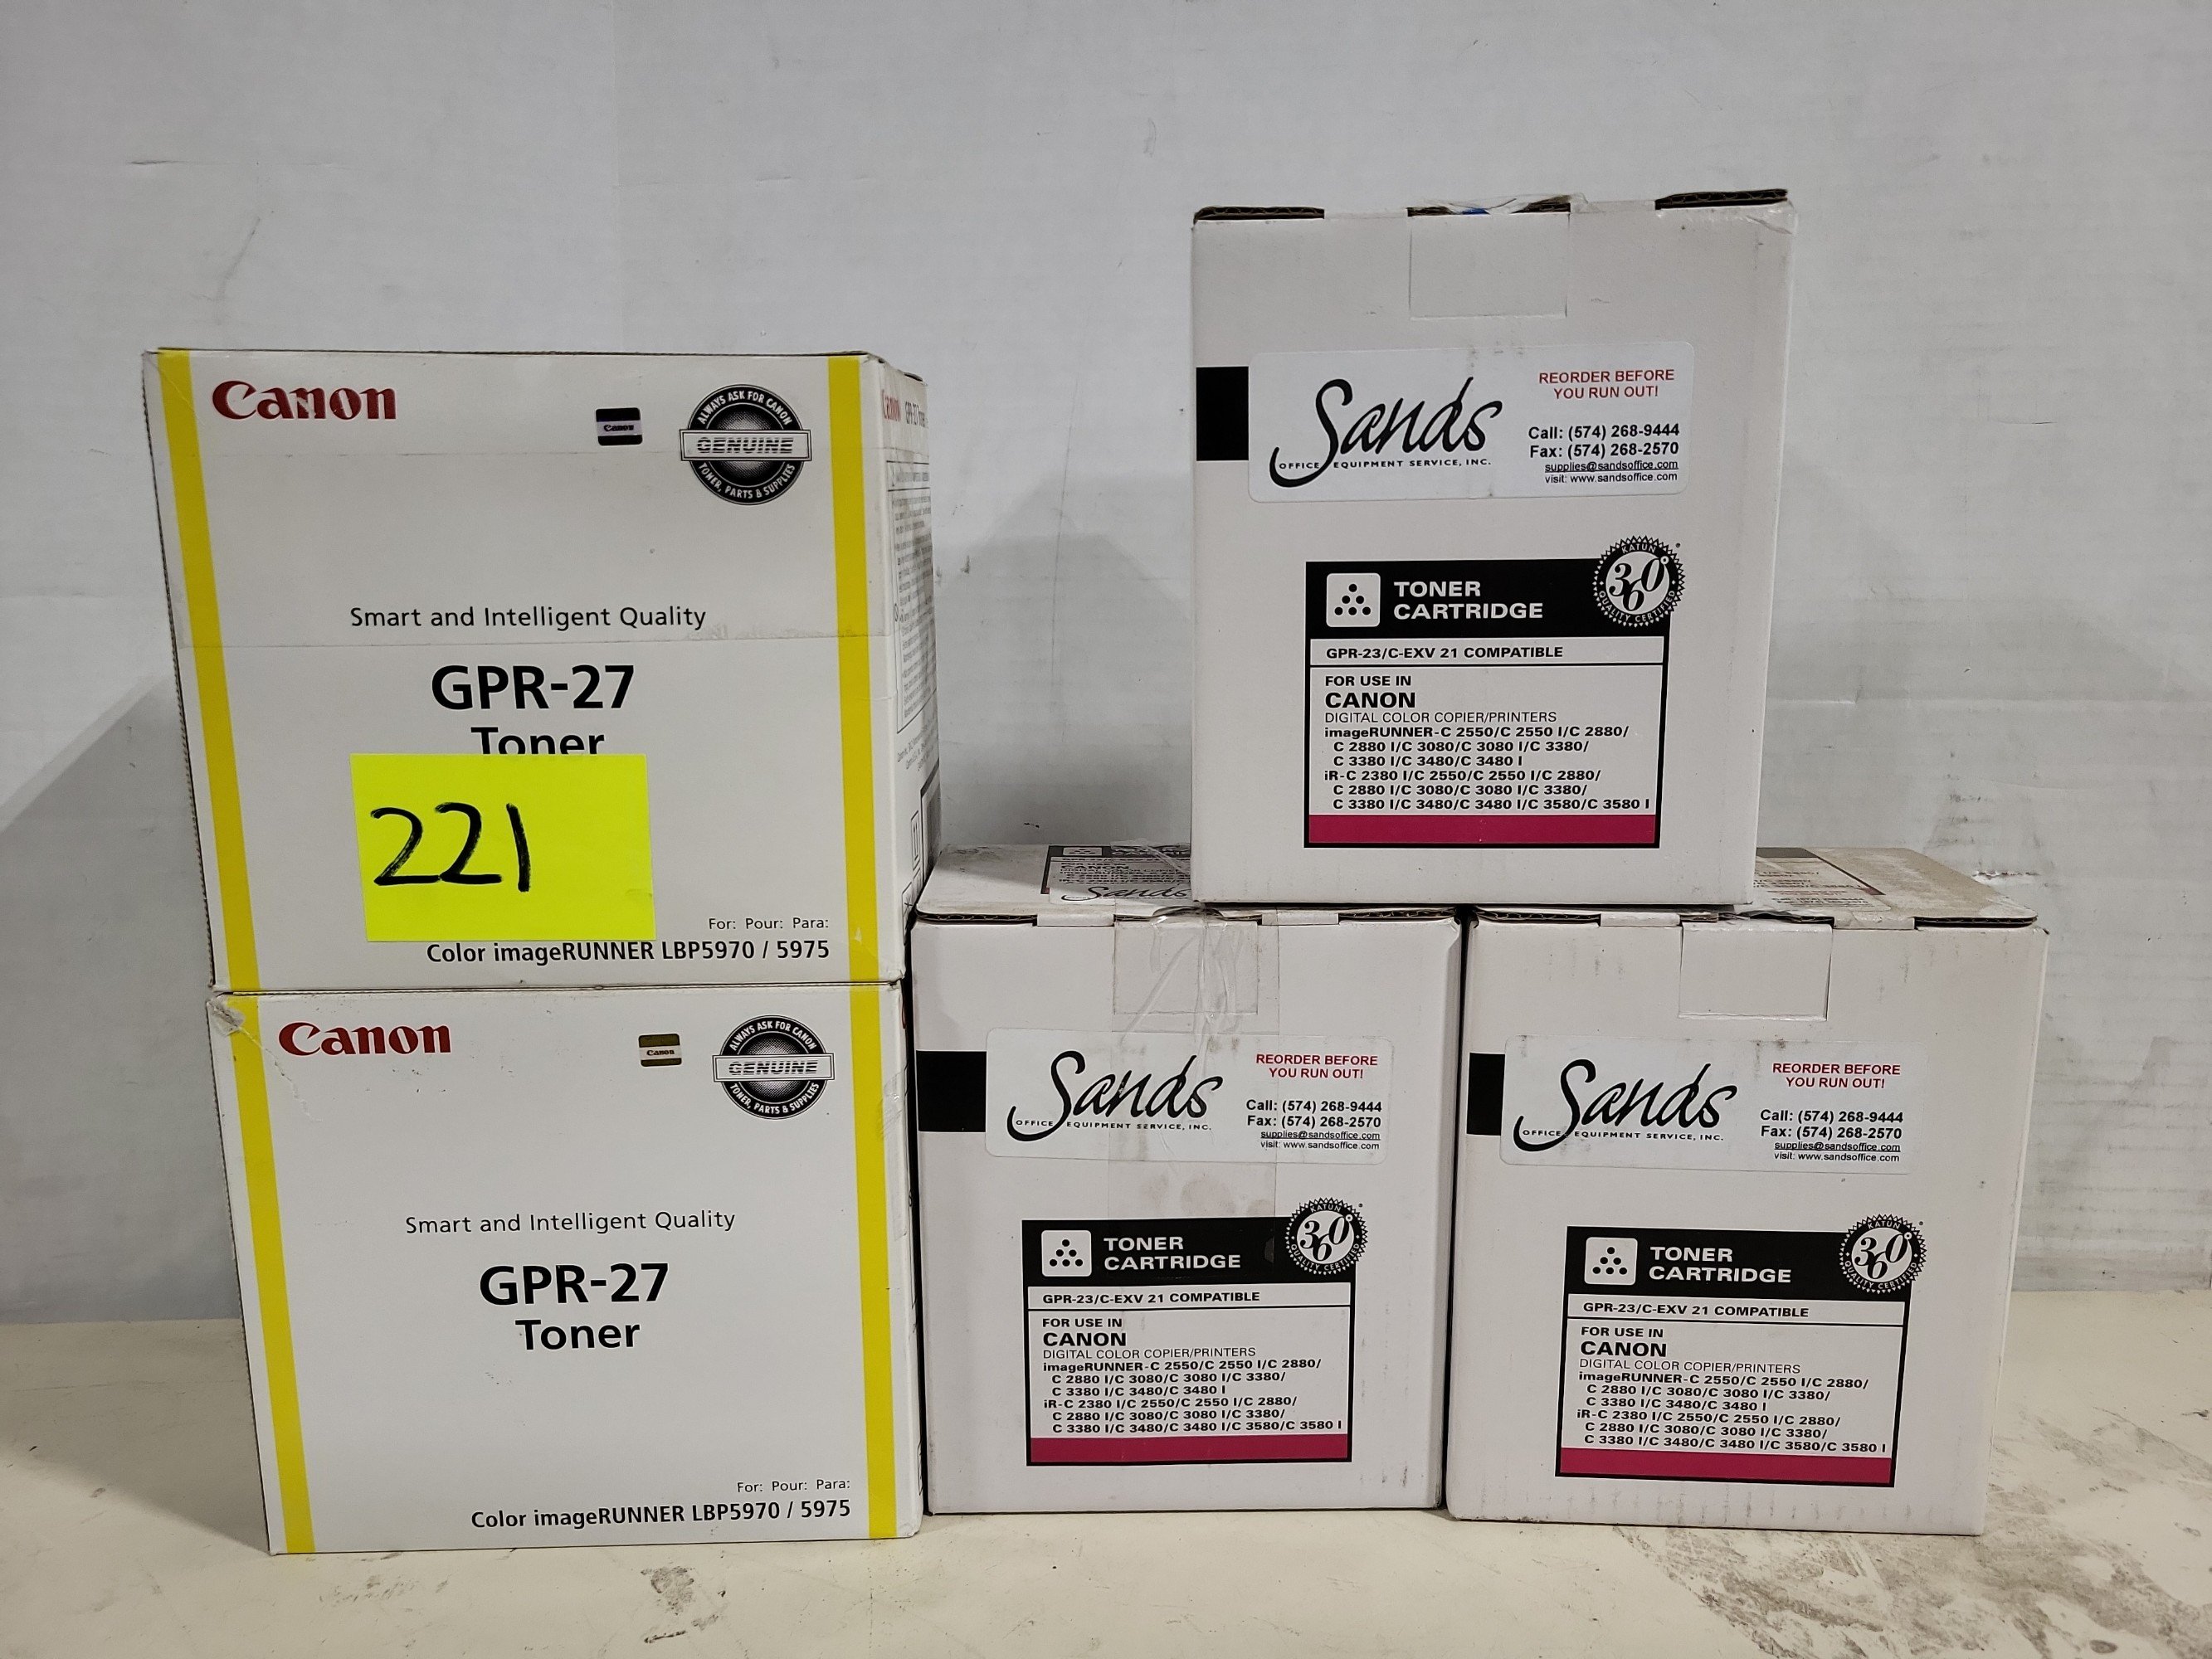 Canon
Canon
ALWAYS ASK FOR CANON
GENUINE
TONER, PARTS & SUPPLIES
Smart and Intelligent Quality
GPR-27
Toner
221
For: Pour: Para:
Color imageRUNNER LBP5970 / 5975
Canon
Canon
ALWAYS ASK FOR CANON
GENUINE
TONER, PARTS & SUPPLIES
Smart and Intelligent Quality
GPR-27
Toner
For: Pour: Para:
Color imageRUNNER LBP5970 / 5975
Sands
OFFICE EQUIPMENT SERVICE, INC.
REORDER BEFORE
YOU RUN OUT!
Call: (574) 268-9444
Fax: (574) 268-2570
supplies@sandsoffice.com
visit: www.sandsoffice.com
TONER
CARTRIDGE
KATUN
360°
QUALITY CERTIFIED
GPR-23/C-EXV 21 COMPATIBLE
FOR USE IN
CANON
DIGITAL COLOR COPIER/PRINTERS
imageRUNNER-C 2550/C 2550 I/C 2880/
C 2880 I/C 3080/C 3080 I/C 3380/
C 3380 I/C 3480/C 3480 I
iR-C 2380 I/C 2550/C 2550 I/C 2880/
C 2880 I/C 3080/C 3080 I/C 3380/
C 3380 I/C 3480/C 3480 I/C 3580/C 3580 I
Sands
Sands
OFFICE EQUIPMENT SERVICE, INC.
REORDER BEFORE
YOU RUN OUT!
Call: (574) 268-9444
Fax: (574) 268-2570
supplies@sandsoffice.com
visit: www.sandsoffice.com
TONER
CARTRIDGE
KATUN
360°
QUALITY CERTIFIED
GPR-23/C-EXV 21 COMPATIBLE
FOR USE IN
CANON
DIGITAL COLOR COPIER/PRINTERS
imageRUNNER-C 2550/C 2550 I/C 2880/
C 2880 I/C 3080/C 3080 I/C 3380/
C 3380 I/C 3480/C 3480 I
iR-C 2380 I/C 2550/C 2550 I/C 2880/
C 2880 I/C 3080/C 3080 I/C 3380/
C 3380 I/C 3480/C 3480 I/C 3580/C 3580 I
Sands
OFFICE EQUIPMENT SERVICE, INC.
REORDER BEFORE
YOU RUN OUT!
Call: (574) 268-9444
Fax: (574) 268-2570
supplies@sandsoffice.com
visit: www.sandsoffice.com
TONER
CARTRIDGE
KATUN
360°
QUALITY CERTIFIED
GPR-23/C-EXV 21 COMPATIBLE
FOR USE IN
CANON
DIGITAL COLOR COPIER/PRINTERS
imageRUNNER-C 2550/C 2550 I/C 2880/
C 2880 I/C 3080/C 3080 I/C 3380/
C 3380 I/C 3480/C 3480 I
iR-C 2380 I/C 2550/C 2550 I/C 2880/
C 2880 I/C 3080/C 3080 I/C 3380/
C 3380 I/C 3480/C 3480 I/C 3580/C 3580 I